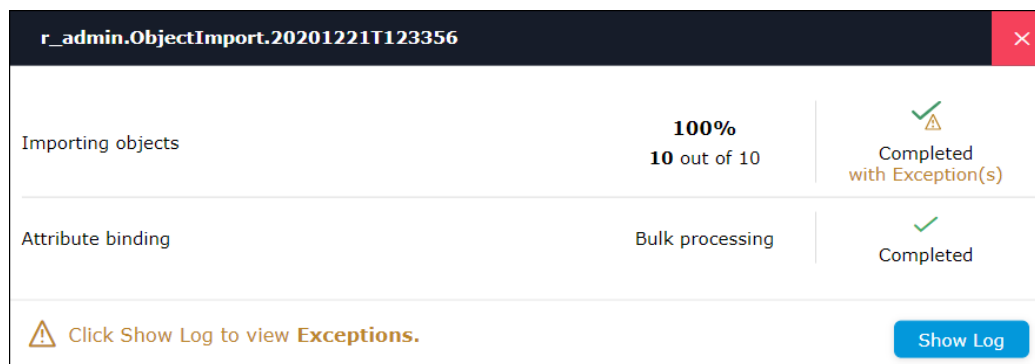 r_admin.ObjectImport.20201221T123356
Importing objects
100%
10 out of 10
Completed
with Exception(s)
Attribute binding
Bulk processing
Completed
Click Show Log to view Exceptions.
Show Log